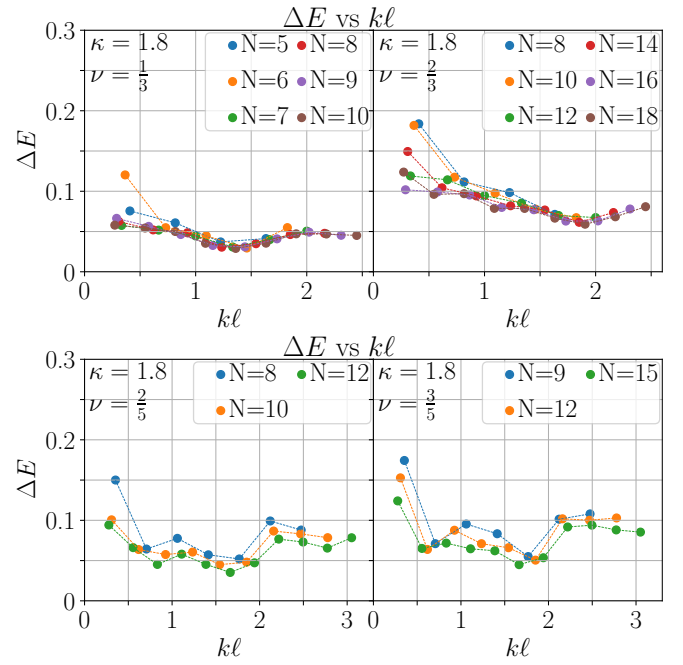 ΔE vs kℓ
κ = 1.8
ν = 1/3
N=5 N=8
N=6 N=9
N=7 N=10
κ = 1.8
ν = 2/3
N=8 N=14
N=10 N=16
N=12 N=18
0.3
0.2
0.1
0
ΔE
0 1 2
0 1 2
kℓ kℓ
ΔE vs kℓ
κ = 1.8
ν = 2/5
N=8 N=12
N=10
κ = 1.8
ν = 3/5
N=9 N=15
N=12
0.3
0.2
0.1
0
ΔE
0 1 2 3
0 1 2 3
kℓ kℓ